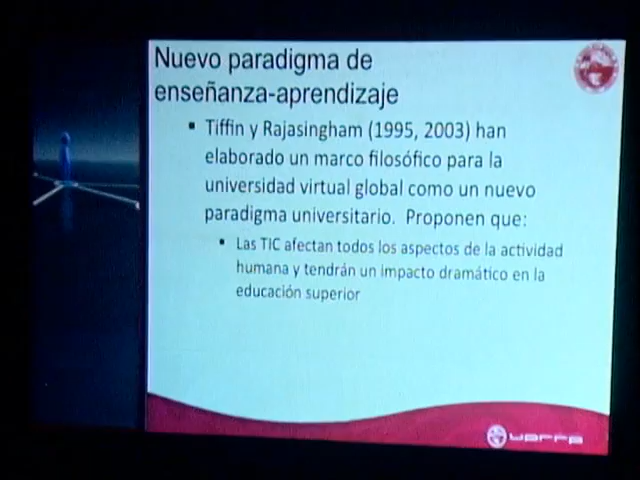 Nuevo paradigma de
enseñanza-aprendizaje
▪ Tiffin y Rajasingham (1995, 2003) han
elaborado un marco filosófico para la
universidad virtual global como un nuevo
paradigma universitario. Proponen que:
▪ Las TIC afectan todos los aspectos de la actividad
humana y tendrán un impacto dramático en la
educación superior